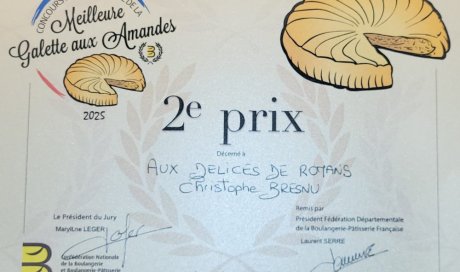 CONCOURS DE LA
Meilleure
Galette aux Amandes
2025
2e prix
Décerné à
AUX DELICES DE ROYANS
Christophe BRESNU
Le Président du Jury
Maryline LEGER
Remis par
Président Fédération Départementale
de la Boulangerie-Pâtisserie Française
Laurent SERRE
Confédération Nationale
de la Boulangerie
et Boulangerie-Pâtisserie